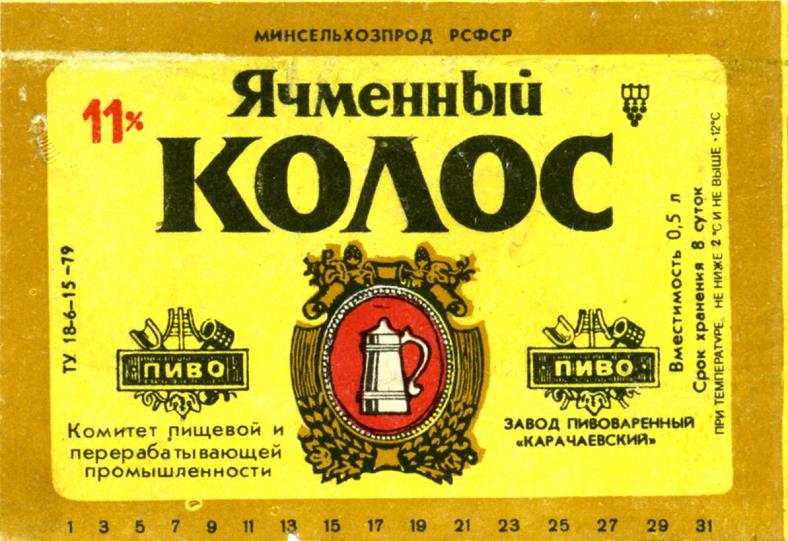 МИНСЕЛЬХОЗПРОД РСФСР
11%
Ячменный
КОЛОС
ТУ 18-6-15-79
ПИВО
Комитет пищевой и
перерабатывающей
промышленности
ПИВО
ЗАВОД ПИВОВАРЕННЫЙ
«КАРАЧАЕВСКИЙ»
Вместимость 0,5 л
Срок хранения 8 суток
ПРИ ТЕМПЕРАТУРЕ, НЕ НИЖЕ 2 °С И НЕ ВЫШЕ +12°С
1 3 5 7 9 11 13 15 17 19 21 23 25 27 29 31